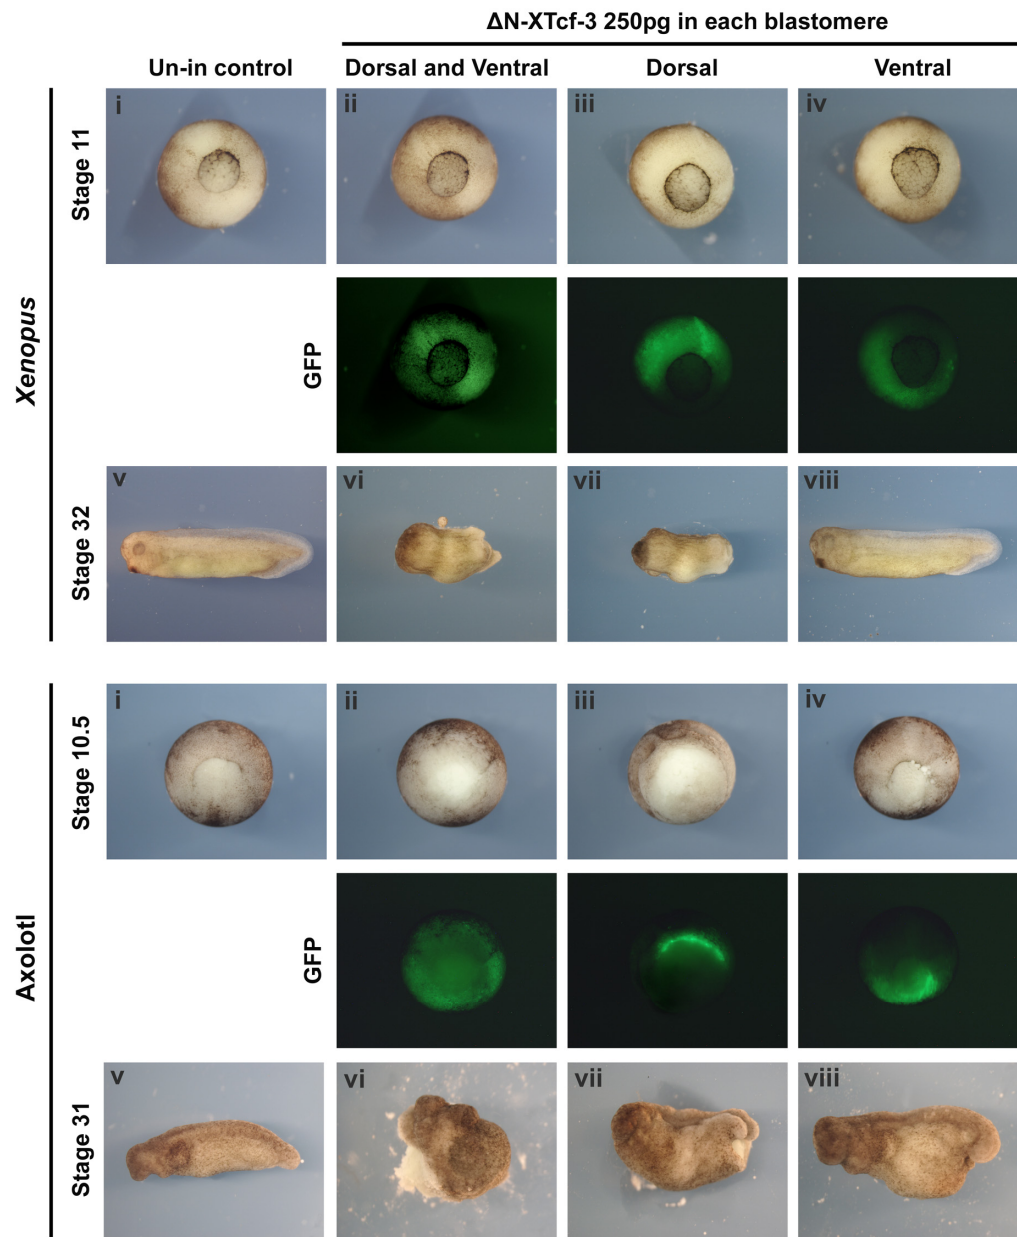 ΔN-XTcf-3 250pg in each blastomere
Un-in control
Dorsal and Ventral
Dorsal
Ventral
Xenopus
Stage 11
i
ii
iii
iv
GFP
Stage 32
v
vi
vii
viii
Axolotl
Stage 10.5
i
ii
iii
iv
GFP
Stage 31
v
vi
vii
viii